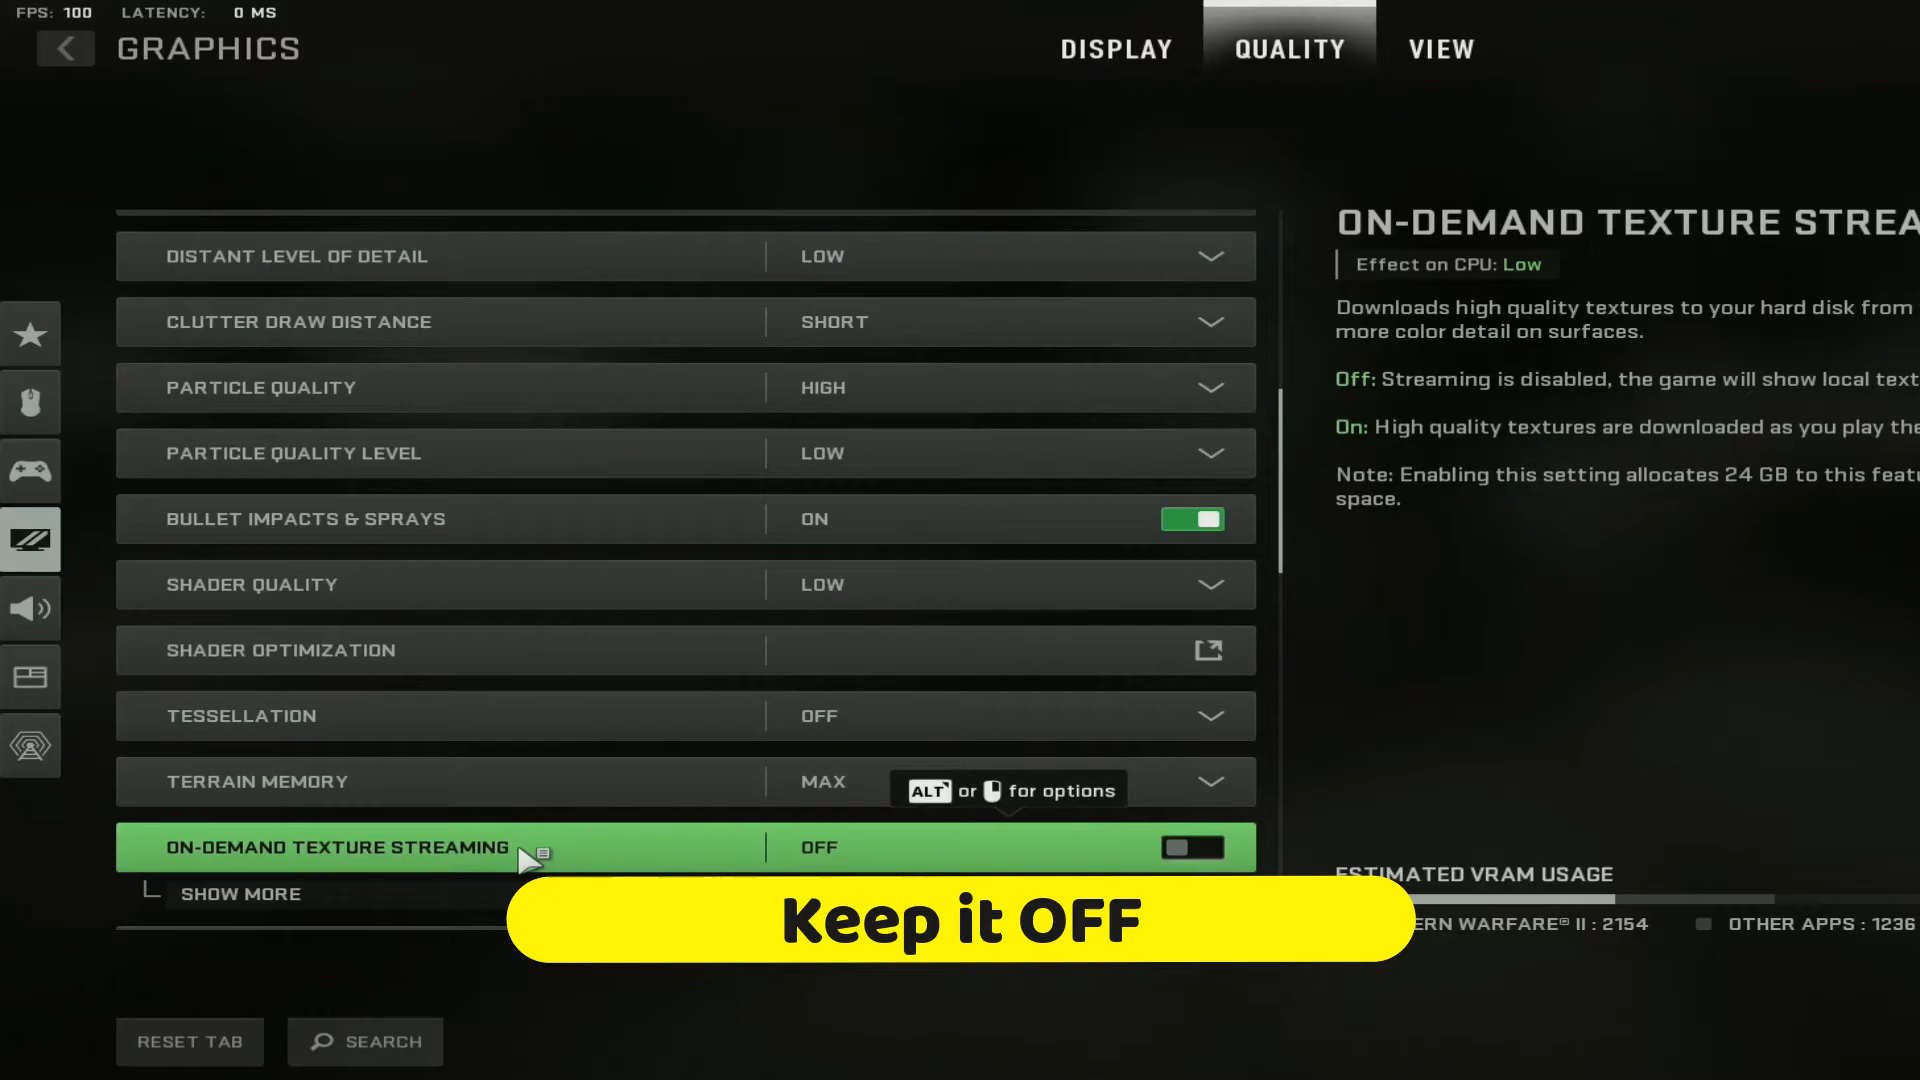 FPS: 100 LATENCY: 0 MS
GRAPHICS
DISPLAY QUALITY VIEW
DISTANT LEVEL OF DETAIL LOW
CLUTTER DRAW DISTANCE SHORT
PARTICLE QUALITY HIGH
PARTICLE QUALITY LEVEL LOW
BULLET IMPACTS & SPRAYS ON
SHADER QUALITY LOW
SHADER OPTIMIZATION
TESSELLATION OFF
TERRAIN MEMORY MAX
ALT or for options
ON-DEMAND TEXTURE STREAMING OFF
SHOW MORE
Keep it OFF
RESET TAB SEARCH
ON-DEMAND TEXTURE STREA
Effect on CPU: Low
Downloads high quality textures to your hard disk from
more color detail on surfaces.
Off: Streaming is disabled, the game will show local text
On: High quality textures are downloaded as you play the
Note: Enabling this setting allocates 24 GB to this featu
space.
ESTIMATED VRAM USAGE
ERN WARFARE® II : 2154 OTHER APPS : 1236